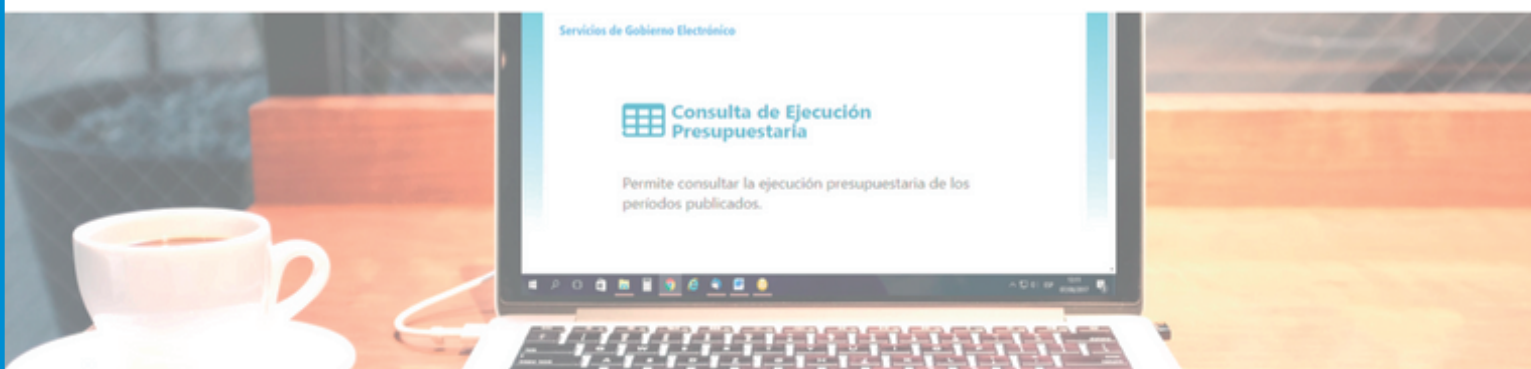 Servicios de Gobierno Electrónico
Consulta de Ejecución
Presupuestaria
Permite consultar la ejecución presupuestaria de los
períodos publicados.